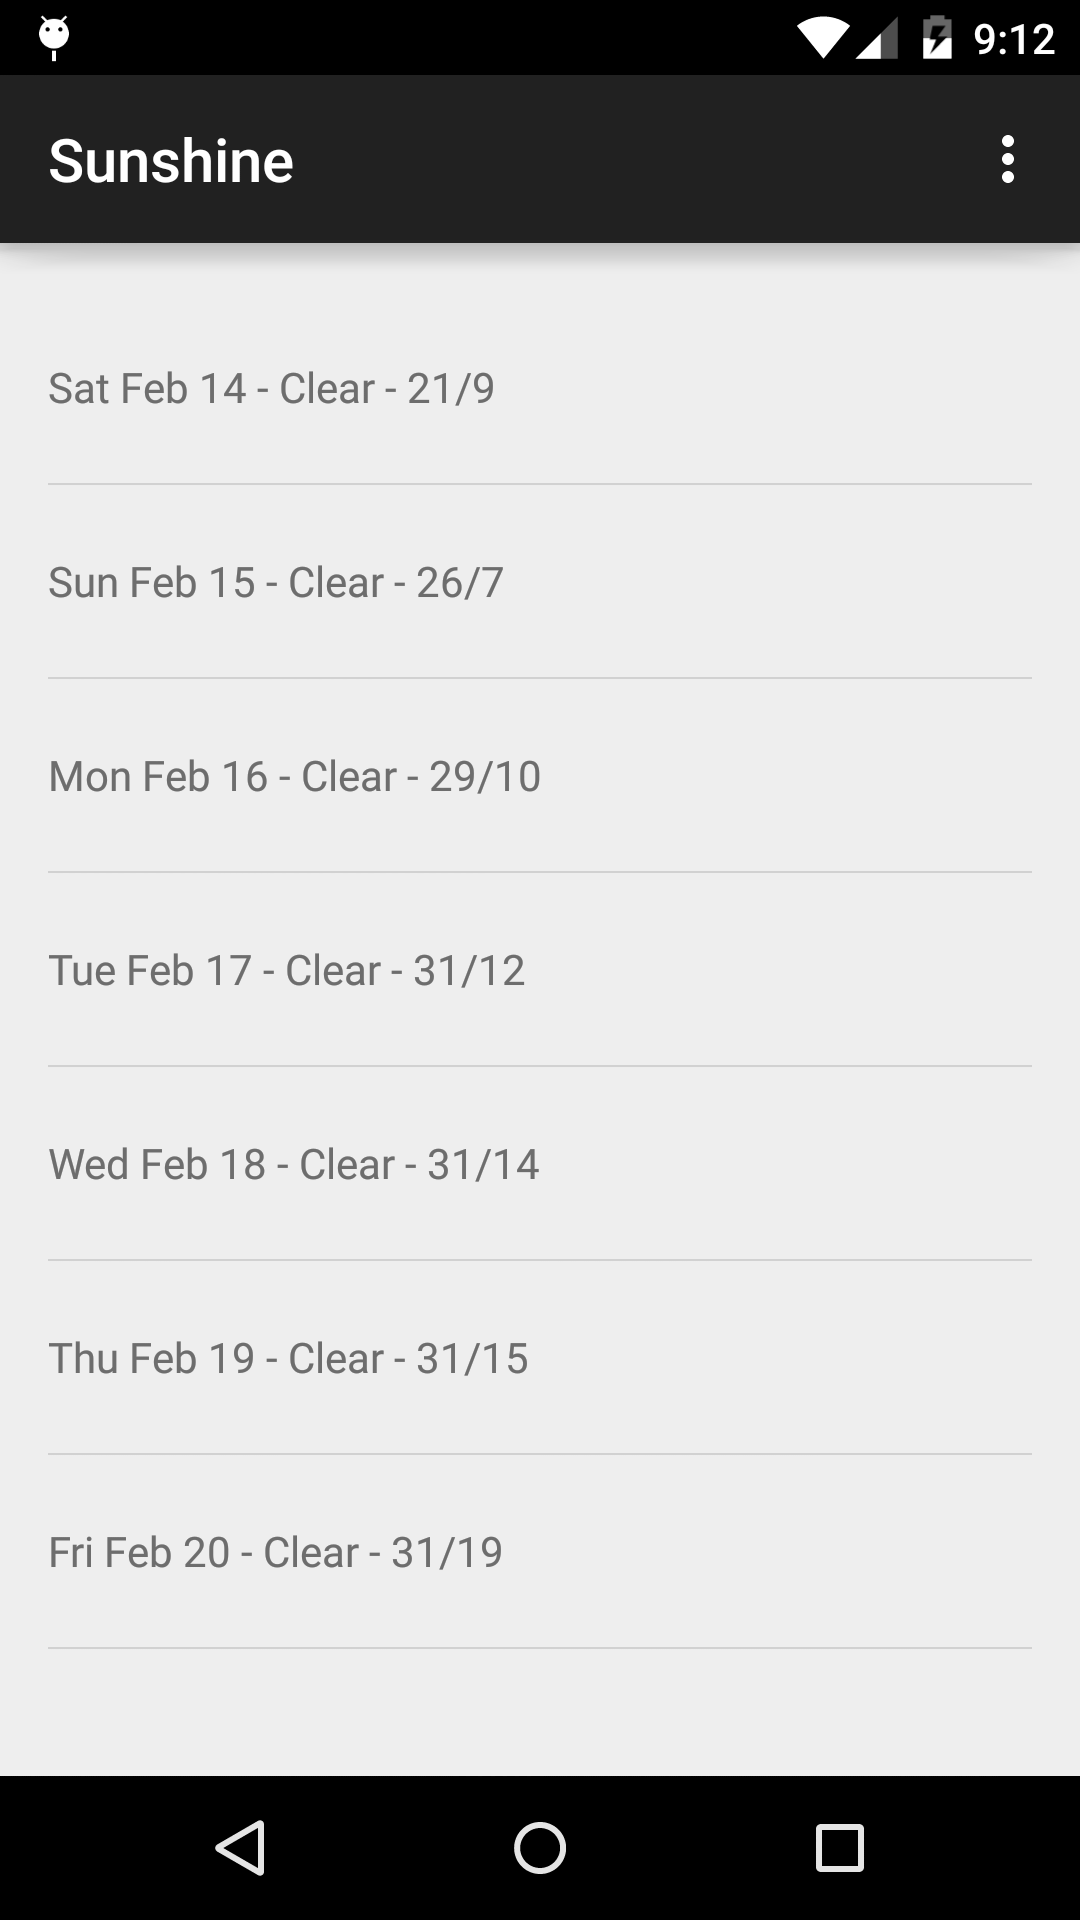 9:12
Sunshine
Sat Feb 14 - Clear - 21/9
Sun Feb 15 - Clear - 26/7
Mon Feb 16 - Clear - 29/10
Tue Feb 17 - Clear - 31/12
Wed Feb 18 - Clear - 31/14
Thu Feb 19 - Clear - 31/15
Fri Feb 20 - Clear - 31/19